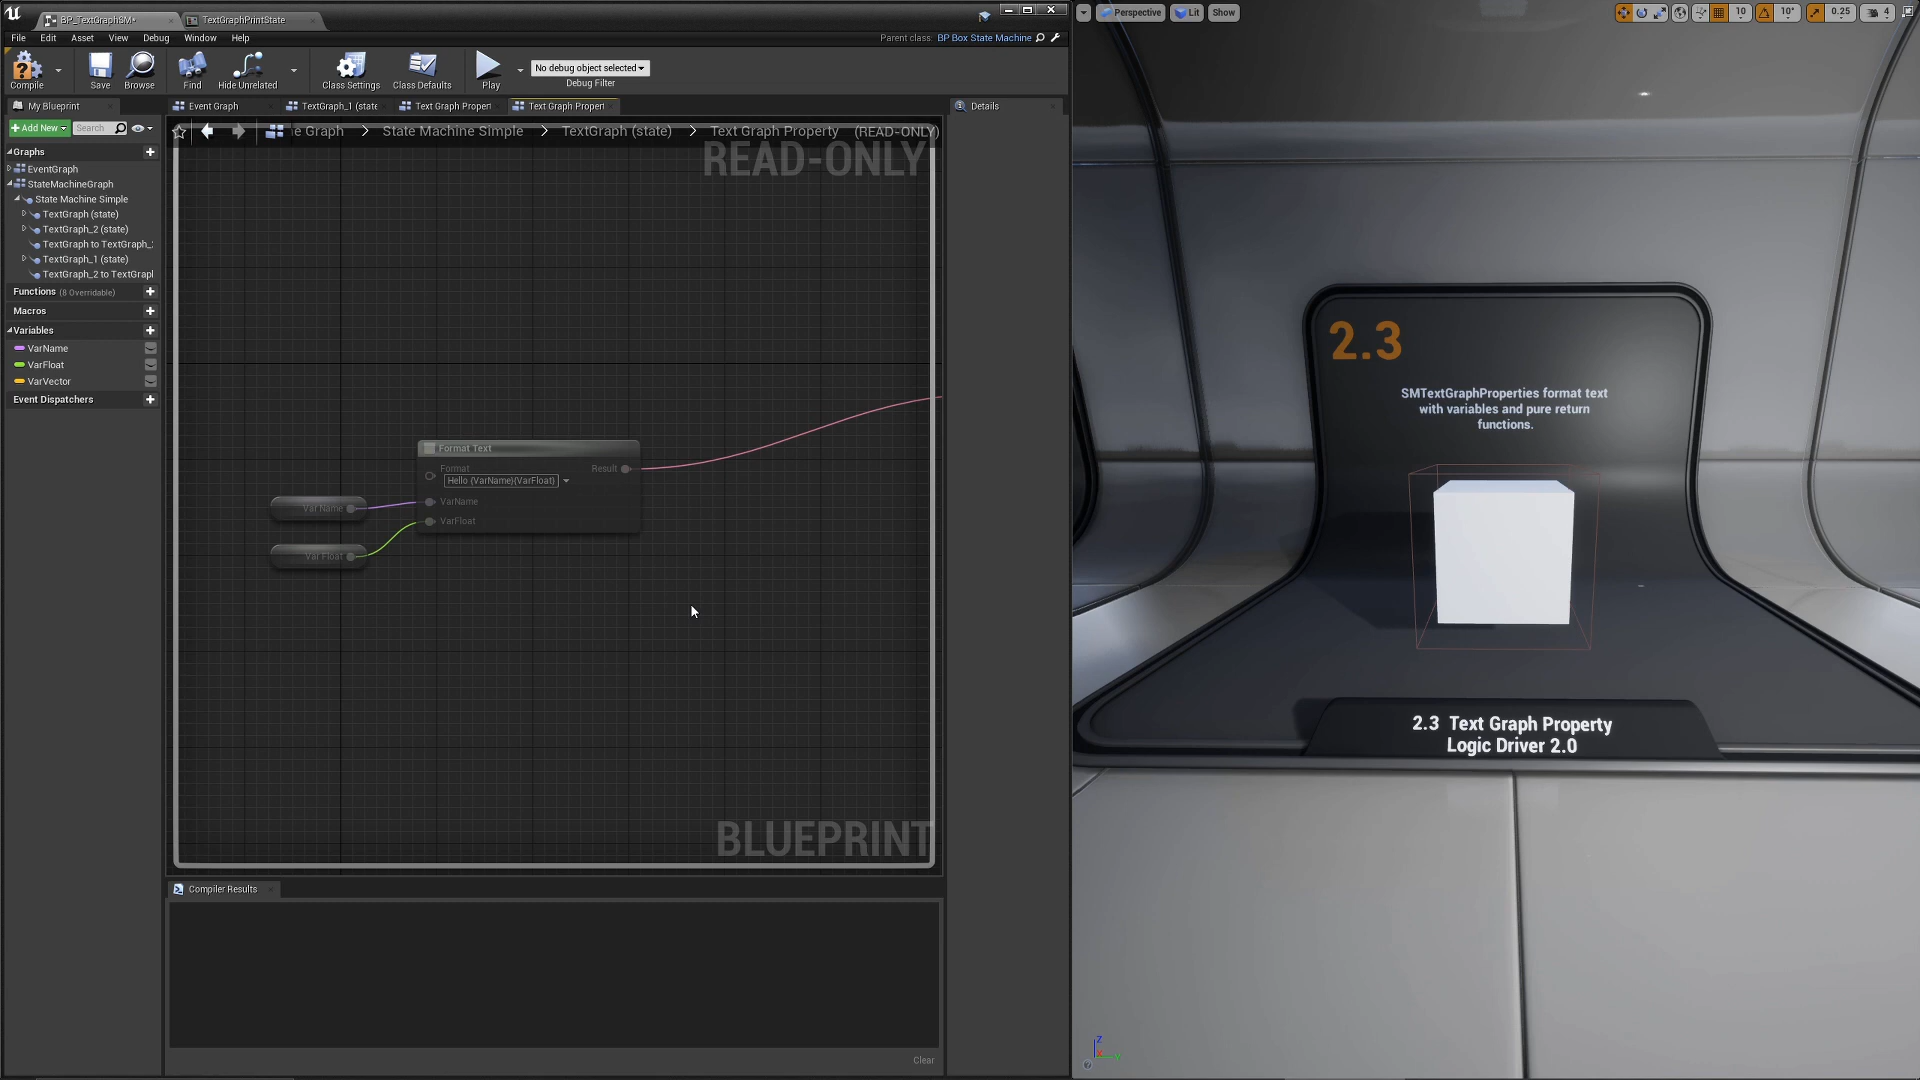 BP_TextGraphSM*
TextGraphPrintState
File Edit Asset View Debug Window Help
Parent class: BP Box State Machine
Compile
Save
Browse
Find
Hide Unrelated
Class Settings
Class Defaults
Play
No debug object selected
Debug Filter
My Blueprint
Event Graph
TextGraph_1 (state
Text Graph Propert
Text Graph Propert
Details
Add New
Search
Graphs
EventGraph
StateMachineGraph
State Machine Simple
TextGraph (state)
TextGraph_2 (state)
TextGraph to TextGraph_
TextGraph_1 (state)
TextGraph_2 to TextGrapl
Functions (8 Overridable)
Macros
Variables
VarName
VarFloat
VarVector
Event Dispatchers
e Graph > State Machine Simple > TextGraph (state) > Text Graph Property (READ-ONLY)
READ-ONLY
Format Text
Format
Hello {VarName}{VarFloat}
Result
VarName
VarFloat
Var Name
Var Float
BLUEPRINT
Compiler Results
Clear
Perspective
Lit
Show
10
10°
0.25
4
2.3
SMTextGraphProperties format text
with variables and pure return
functions.
2.3 Text Graph Property
Logic Driver 2.0
Z
X
Y